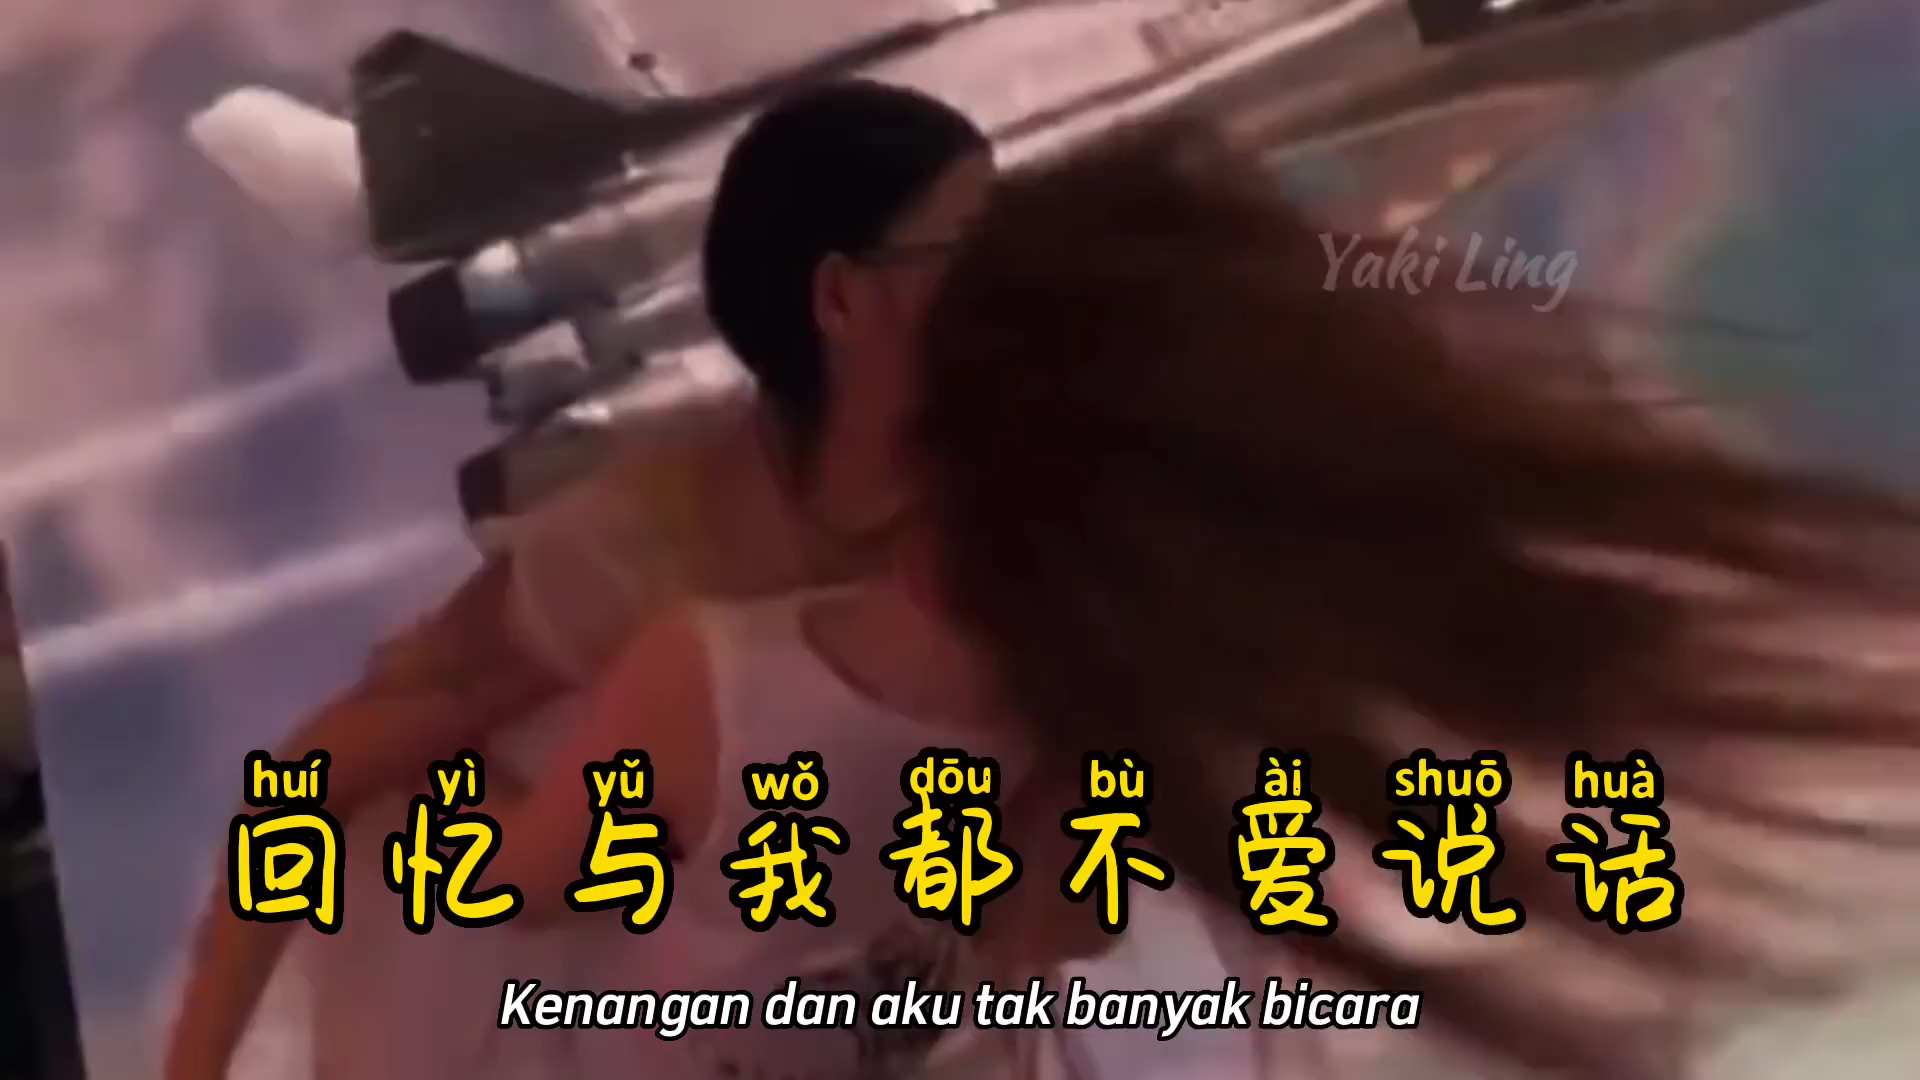 Yaki Ling
huí yì yǔ wǒ dōu bù ài shuō huà
回忆与我都不爱说话
Kenangan dan aku tak banyak bicara